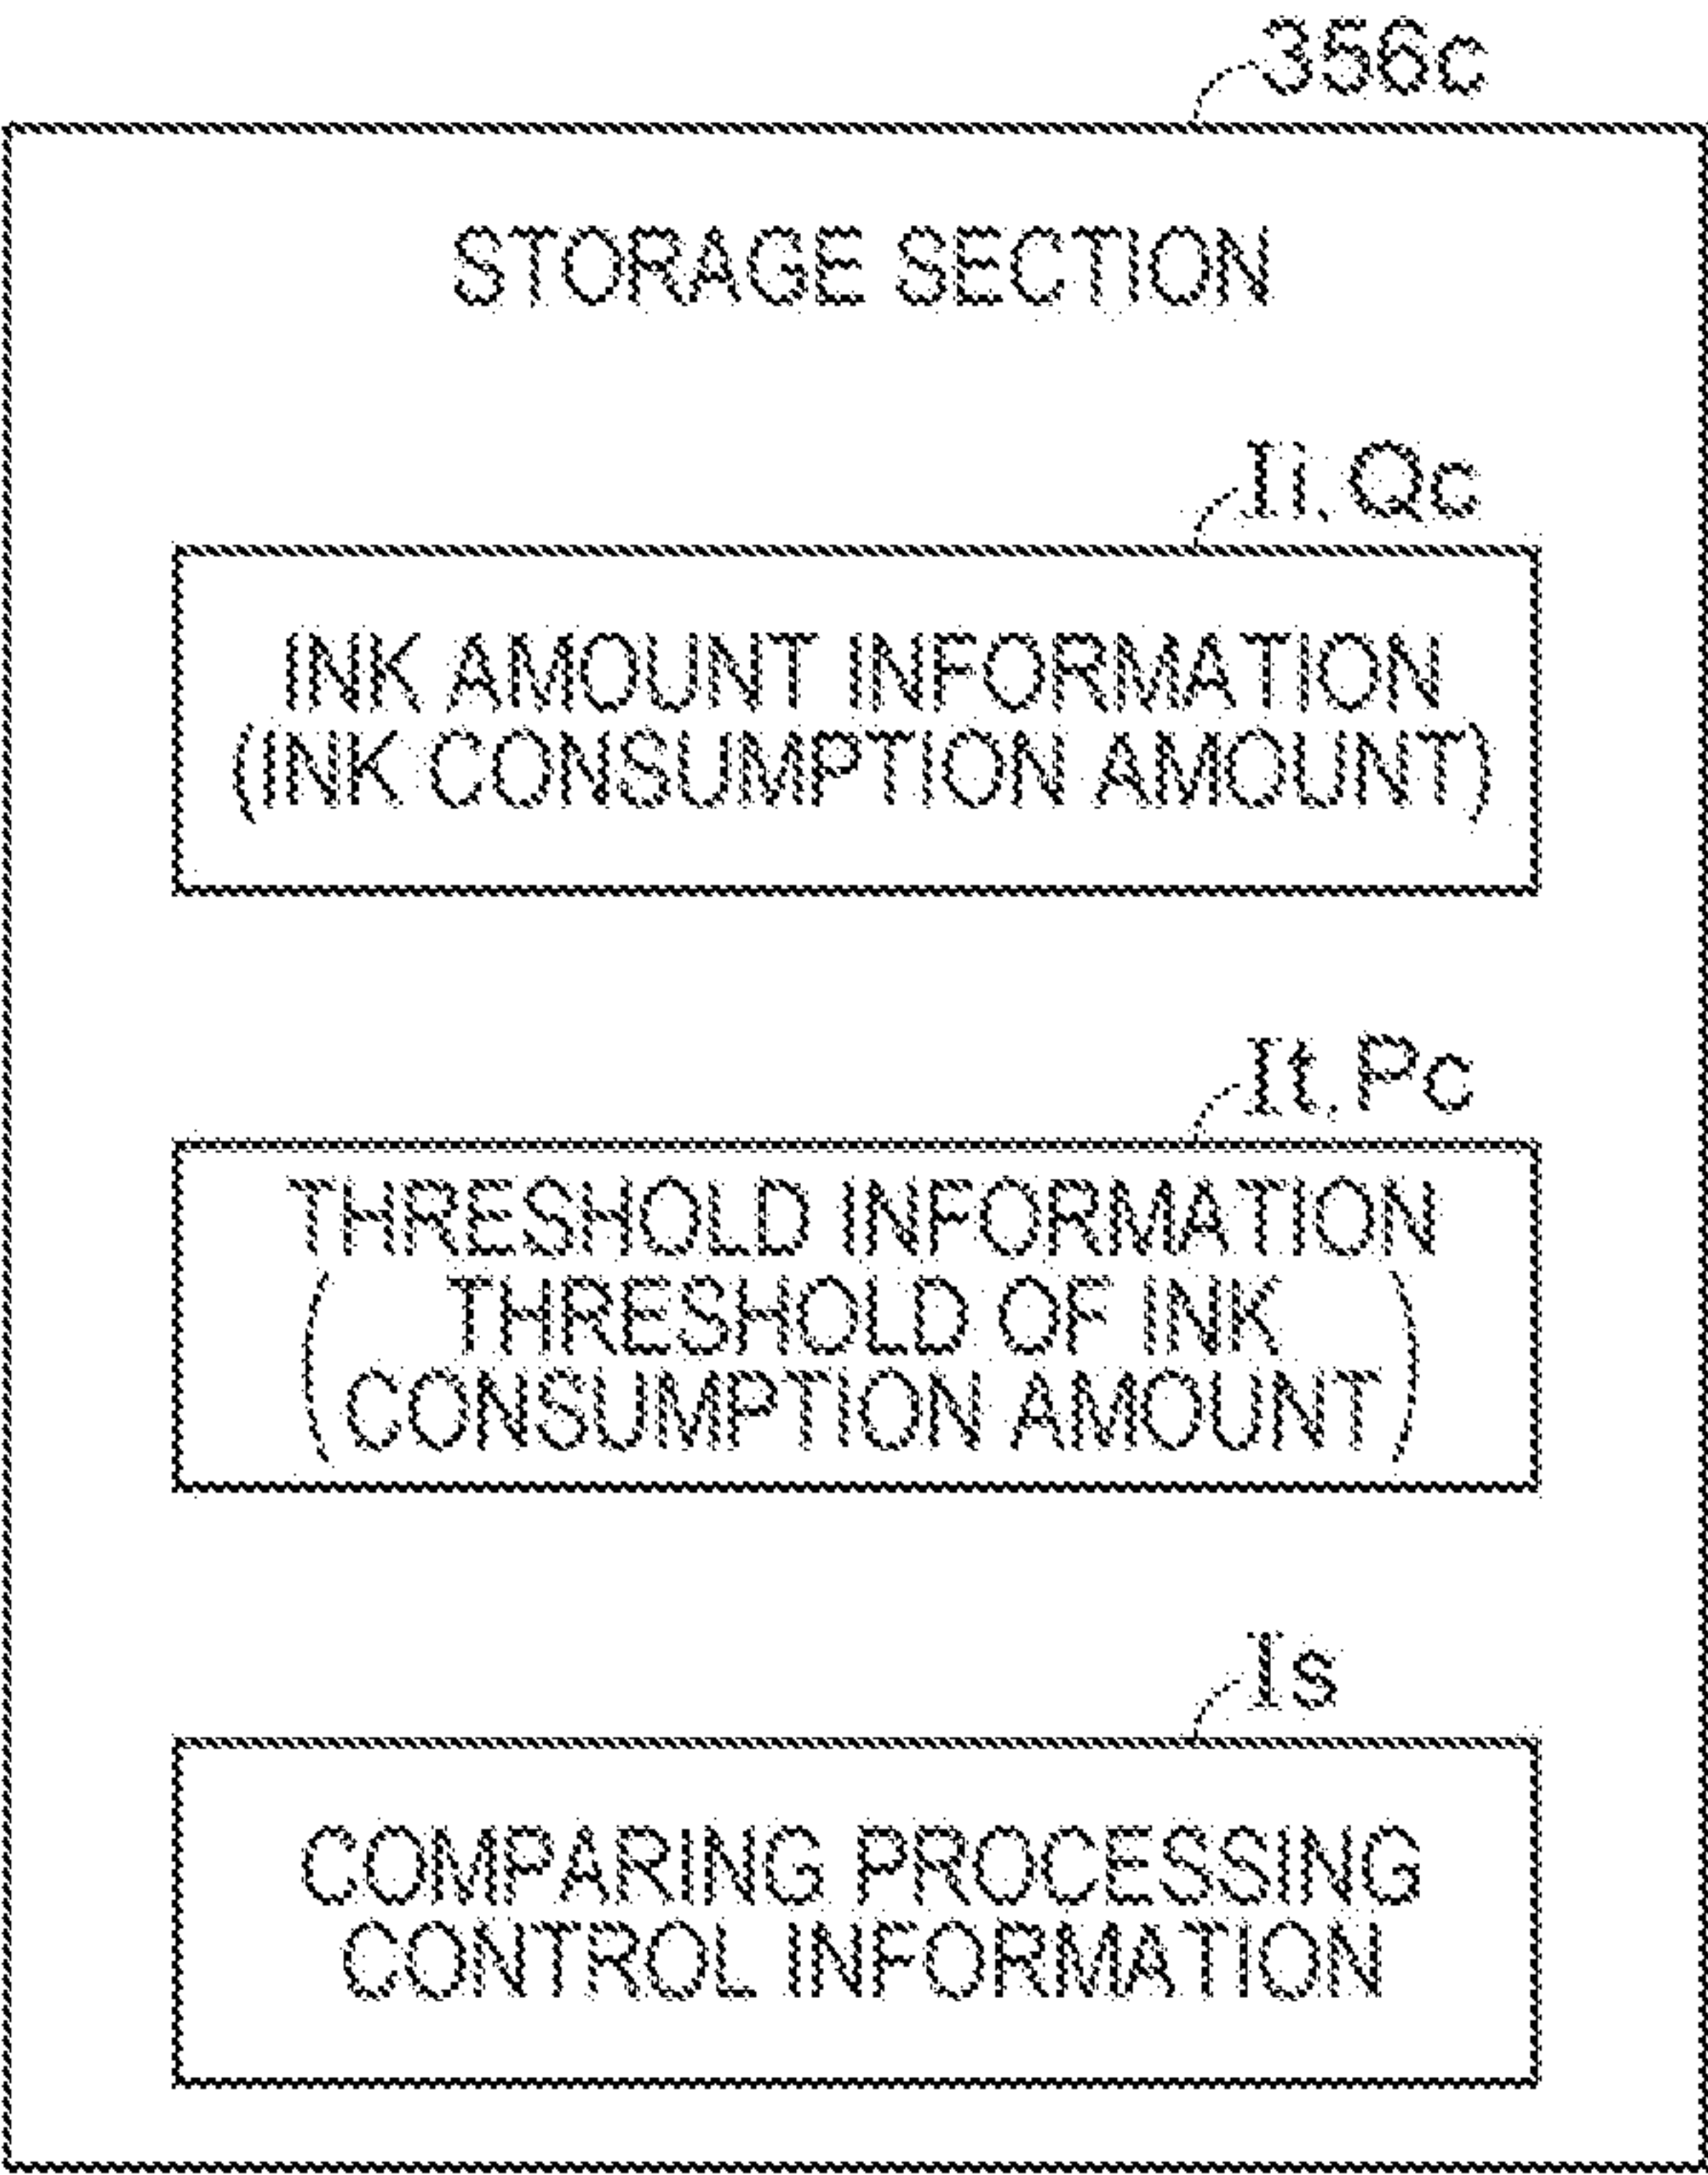 356c
STORAGE SECTION
Ii, Qc
INK AMOUNT INFORMATION
(INK CONSUMPTION AMOUNT)
It, Pc
THRESHOLD INFORMATION
(THRESHOLD OF INK
CONSUMPTION AMOUNT)
Is
COMPARING PROCESSING
CONTROL INFORMATION